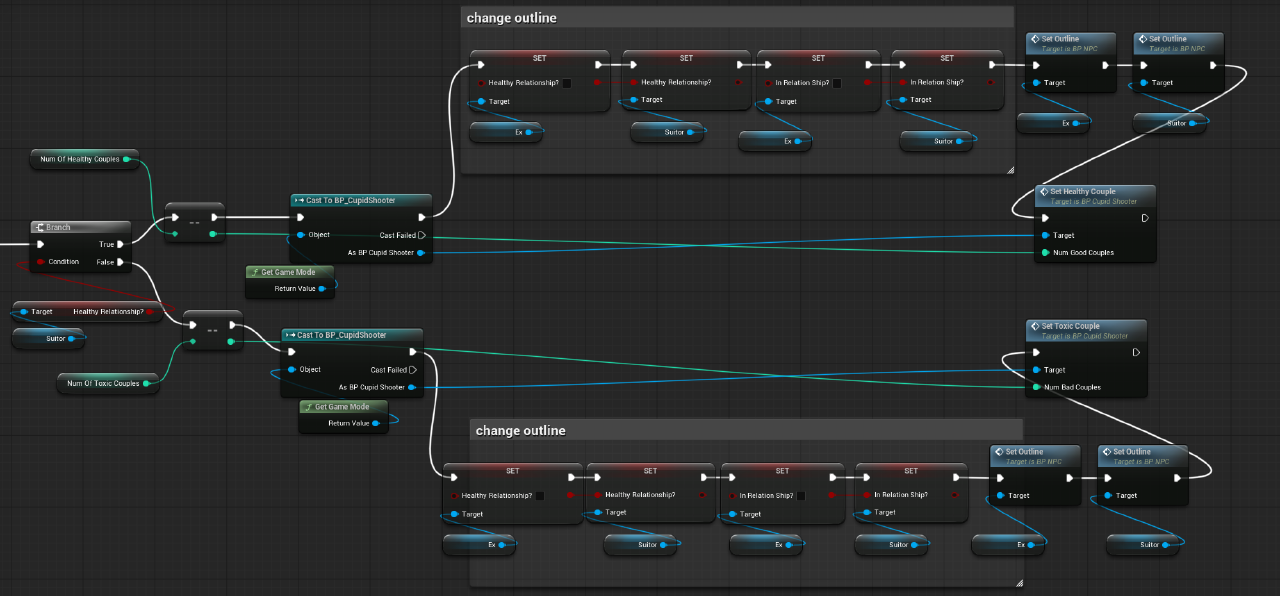 change outline
SET
SET
SET
SET
Set Outline
Target is BP NPC
Set Outline
Target is BP NPC
Healthy Relationship?
Healthy Relationship?
In Relation Ship?
In Relation Ship?
Target
Target
Target
Target
Target
Target
Ex
Suitor
Ex
Suitor
Ex
Suitor
Num Of Healthy Couples
--
Cast To BP_CupidShooter
Object
Cast Failed
As BP Cupid Shooter
Set Healthy Couple
Target is BP Cupid Shooter
Target
Num Good Couples
Branch
True
Condition
False
Get Game Mode
Return Value
Target
Healthy Relationship?
Suitor
--
Num Of Toxic Couples
Cast To BP_CupidShooter
Object
Cast Failed
As BP Cupid Shooter
Get Game Mode
Return Value
Set Toxic Couple
Target is BP Cupid Shooter
Target
Num Bad Couples
change outline
SET
SET
SET
SET
Set Outline
Target is BP NPC
Set Outline
Target is BP NPC
Healthy Relationship?
Healthy Relationship?
In Relation Ship?
In Relation Ship?
Target
Target
Target
Target
Target
Target
Ex
Suitor
Ex
Suitor
Ex
Suitor